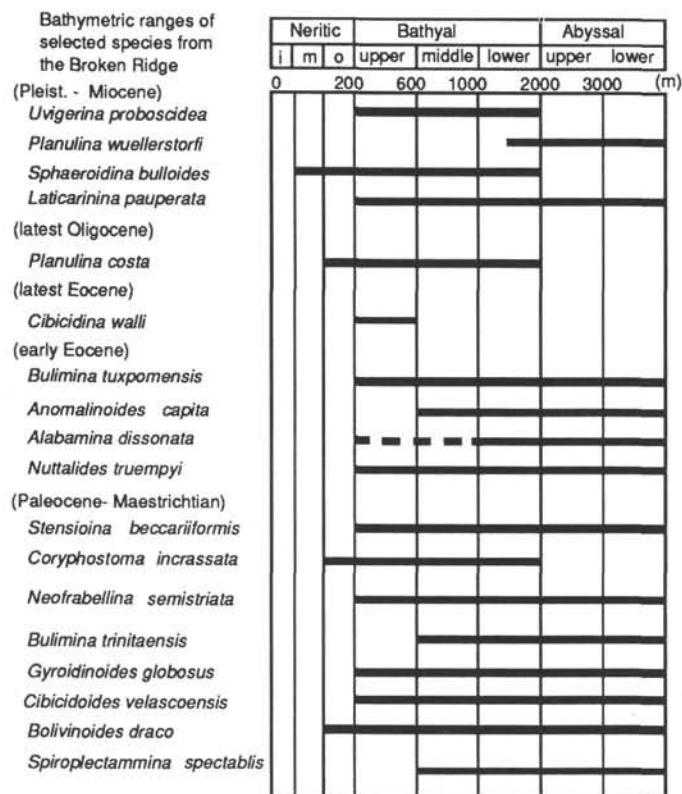 Bathymetric ranges of
selected species from
the Broken Ridge
Neritic Bathyal Abyssal
i m o upper middle lower upper lower
0 200 600 1000 2000 3000 (m)
(Pleist. - Miocene)
Uvigerina proboscidea
Planulina wuellerstorfi
Sphaeroidina bulloides
Laticarinina pauperata
(latest Oligocene)
Planulina costa
(latest Eocene)
Cibicidina walli
(early Eocene)
Bulimina tuxpomensis
Anomalinoides capita
Alabamina dissonata
Nuttalides truempyi
(Paleocene- Maestrichtian)
Stensioina beccariiformis
Coryphostoma incrassata
Neofrabellina semistriata
Bulimina trinitaensis
Gyroidinoides globosus
Cibicidoides velascoensis
Bolivinoides draco
Spiroplectammina spectablis